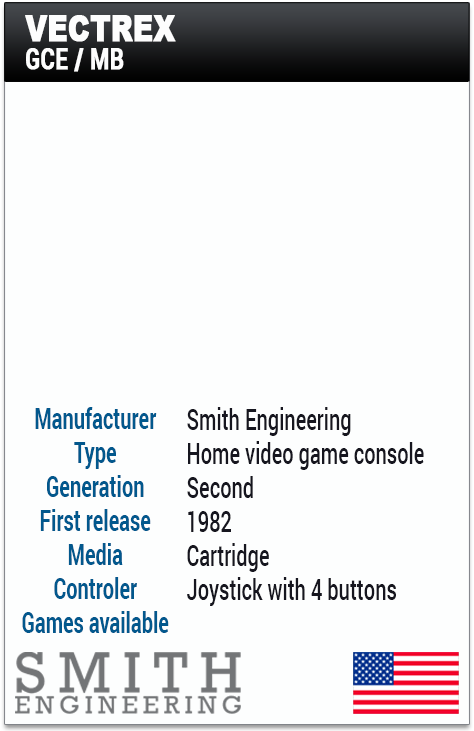 VECTREX
GCE / MB
Manufacturer Smith Engineering
Type Home video game console
Generation Second
First release 1982
Media Cartridge
Controler Joystick with 4 buttons
Games available
SMITH
ENGINEERING